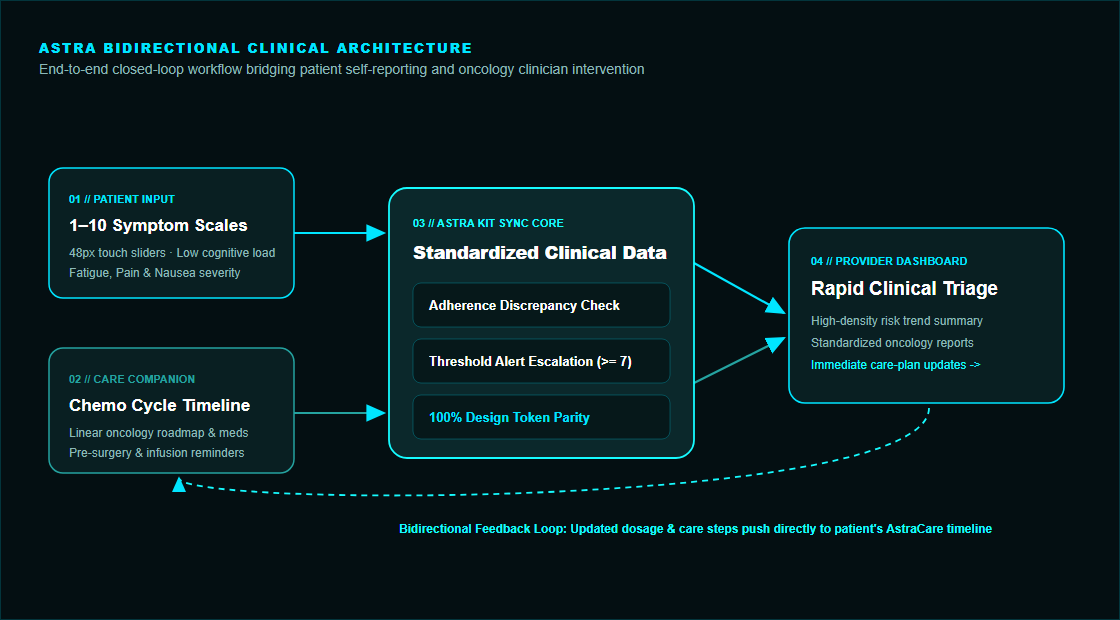 ASTRA BIDIRECTIONAL CLINICAL ARCHITECTURE
End-to-end closed-loop workflow bridging patient self-reporting and oncology clinician intervention
01 // PATIENT INPUT
1–10 Symptom Scales
48px touch sliders · Low cognitive load
Fatigue, Pain & Nausea severity
02 // CARE COMPANION
Chemo Cycle Timeline
Linear oncology roadmap & meds
Pre-surgery & infusion reminders
03 // ASTRA KIT SYNC CORE
Standardized Clinical Data
Adherence Discrepancy Check
Threshold Alert Escalation (>= 7)
100% Design Token Parity
04 // PROVIDER DASHBOARD
Rapid Clinical Triage
High-density risk trend summary
Standardized oncology reports
Immediate care-plan updates ->
Bidirectional Feedback Loop: Updated dosage & care steps push directly to patient's AstraCare timeline